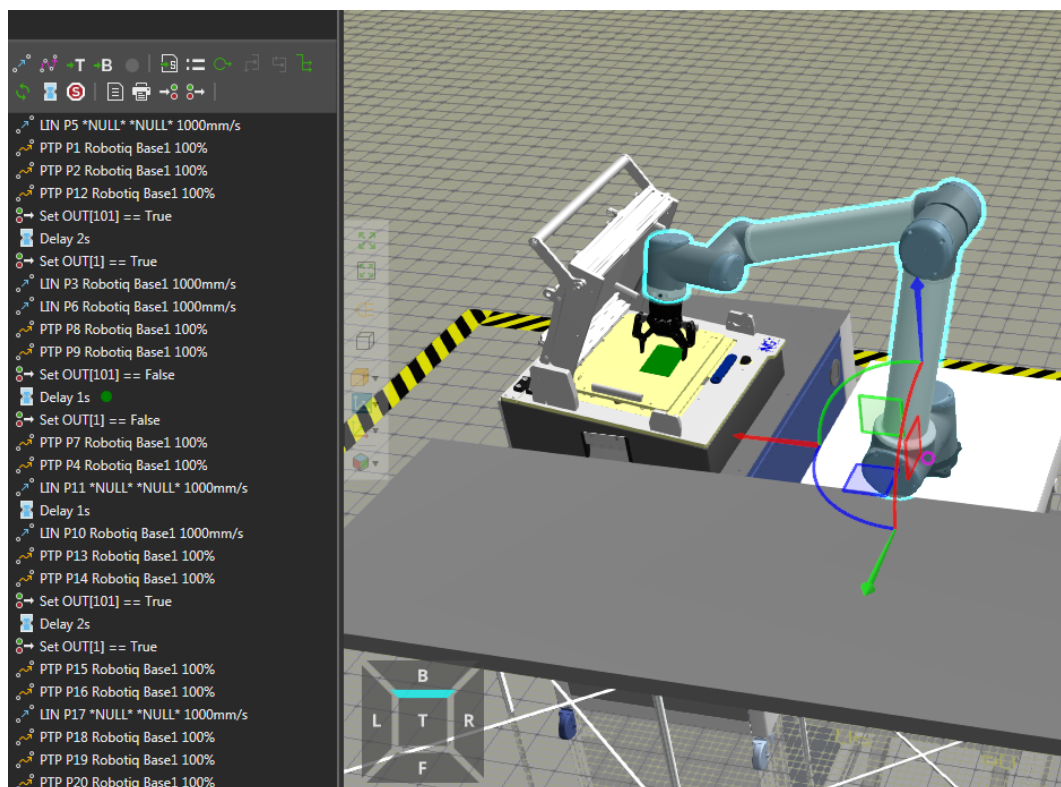 T B S
S
LIN P5 *NULL* *NULL* 1000mm/s
PTP P1 Robotiq Base1 100%
PTP P2 Robotiq Base1 100%
PTP P12 Robotiq Base1 100%
Set OUT[101] == True
Delay 2s
Set OUT[1] == True
LIN P3 Robotiq Base1 1000mm/s
LIN P6 Robotiq Base1 1000mm/s
PTP P8 Robotiq Base1 100%
PTP P9 Robotiq Base1 100%
Set OUT[101] == False
Delay 1s
Set OUT[1] == False
PTP P7 Robotiq Base1 100%
PTP P4 Robotiq Base1 100%
LIN P11 *NULL* *NULL* 1000mm/s
Delay 1s
LIN P10 Robotiq Base1 1000mm/s
PTP P13 Robotiq Base1 100%
PTP P14 Robotiq Base1 100%
Set OUT[101] == True
Delay 2s
Set OUT[1] == True
PTP P15 Robotiq Base1 100%
PTP P16 Robotiq Base1 100%
LIN P17 *NULL* *NULL* 1000mm/s
PTP P18 Robotiq Base1 100%
PTP P19 Robotiq Base1 100%
PTP P20 Robotiq Base1 100%
B
L T R
F